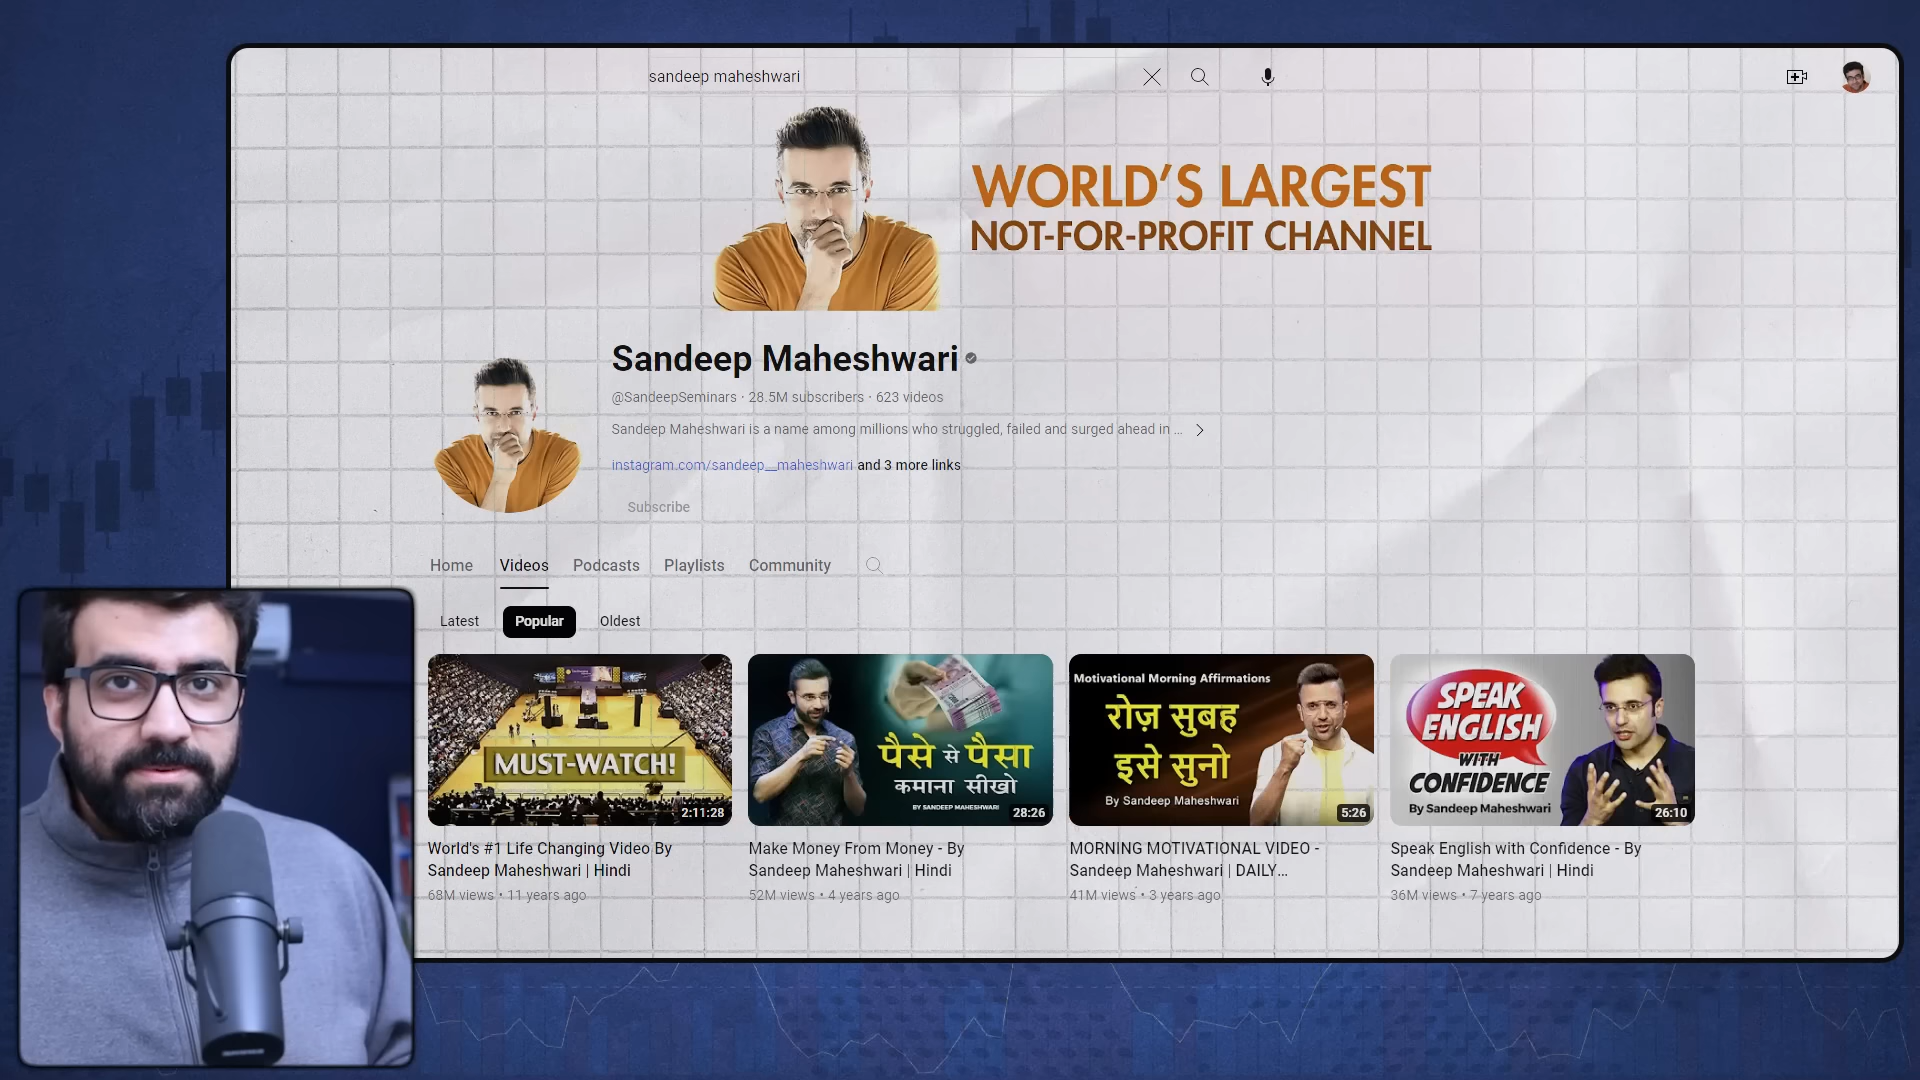 sandeep maheshwari
WORLD'S LARGEST
NOT-FOR-PROFIT CHANNEL
Sandeep Maheshwari
@SandeepSeminars · 28.5M subscribers · 623 videos
Sandeep Maheshwari is a name among millions who struggled, failed and surged ahead in ...
instagram.com/sandeep__maheshwari and 3 more links
Subscribe
Home Videos Podcasts Playlists Community
Latest Popular Oldest
MUST-WATCH!
2:11:28
पैसे से पैसा
कमाना सीखो
BY SANDEEP MAHESHWARI
28:26
Motivational Morning Affirmations
रोज़ सुबह
इसे सुनो
By Sandeep Maheshwari
5:26
SPEAK
ENGLISH
WITH
CONFIDENCE
By Sandeep Maheshwari
26:10
World's #1 Life Changing Video By
Sandeep Maheshwari | Hindi
68M views • 11 years ago
Make Money From Money - By
Sandeep Maheshwari | Hindi
52M views • 4 years ago
MORNING MOTIVATIONAL VIDEO -
Sandeep Maheshwari | DAILY...
41M views • 3 years ago
Speak English with Confidence - By
Sandeep Maheshwari | Hindi
36M views • 7 years ago